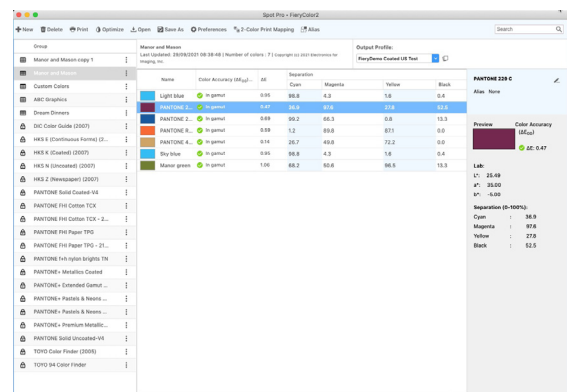 Spot Pro • FieryColor2
New Delete Print Optimize Open Save As Preferences 2-Color Print Mapping Alias Search
Group
Manor and Mason copy 1
Manor and Mason
Custom Colors
ABC Graphics
Dream Dinners
DIC Color Guide (2007)
HKS E (Continuous Forms) (2...
HKS K (Coated) (2007)
HKS N (Uncoated) (2007)
HKS Z (Newspaper) (2007)
PANTONE Solid Coated-V4
PANTONE FHI Cotton TCX
PANTONE FHI Cotton TCX - 2...
PANTONE FHI Paper TPG
PANTONE FHI Paper TPG - 21...
PANTONE f+h nylon brights TN
PANTONE+ Metallics Coated
PANTONE+ Extended Gamut ...
PANTONE+ Pastels & Neons ...
PANTONE+ Pastels & Neons ...
PANTONE+ Premium Metallic...
PANTONE Solid Uncoated-V4
TOYO Color Finder (2005)
TOYO 94 Color Finder
Manor and Mason
Last Updated: 29/09/2021 08:38:48 | Number of colors : 7 | Copyright (c) 2021 Electronics for
Imaging, Inc.
Output Profile:
FieryDemo Coated US Test
Separation
Name Color Accuracy (ΔE00)... ΔE Cyan Magenta Yellow Black
Light blue In gamut 0.95 98.8 4.3 1.6 0.4
PANTONE 2... In gamut 0.47 36.9 97.6 27.8 52.5
PANTONE 2... In gamut 0.69 99.2 66.3 0.8 13.3
PANTONE R... In gamut 0.59 1.2 69.8 87.1 0.0
PANTONE 4... In gamut 0.14 26.7 49.8 72.2 0.0
Sky blue In gamut 0.95 98.8 4.3 1.6 0.4
Manor green In gamut 1.06 68.2 50.6 96.5 13.3
PANTONE 229 C
Alias None
Preview Color Accuracy
(ΔE00)
ΔE: 0.47
Lab:
L*: 25.49
a*: 35.00
b*: -5.00
Separation (0-100%):
Cyan : 36.9
Magenta : 97.6
Yellow : 27.8
Black : 52.5